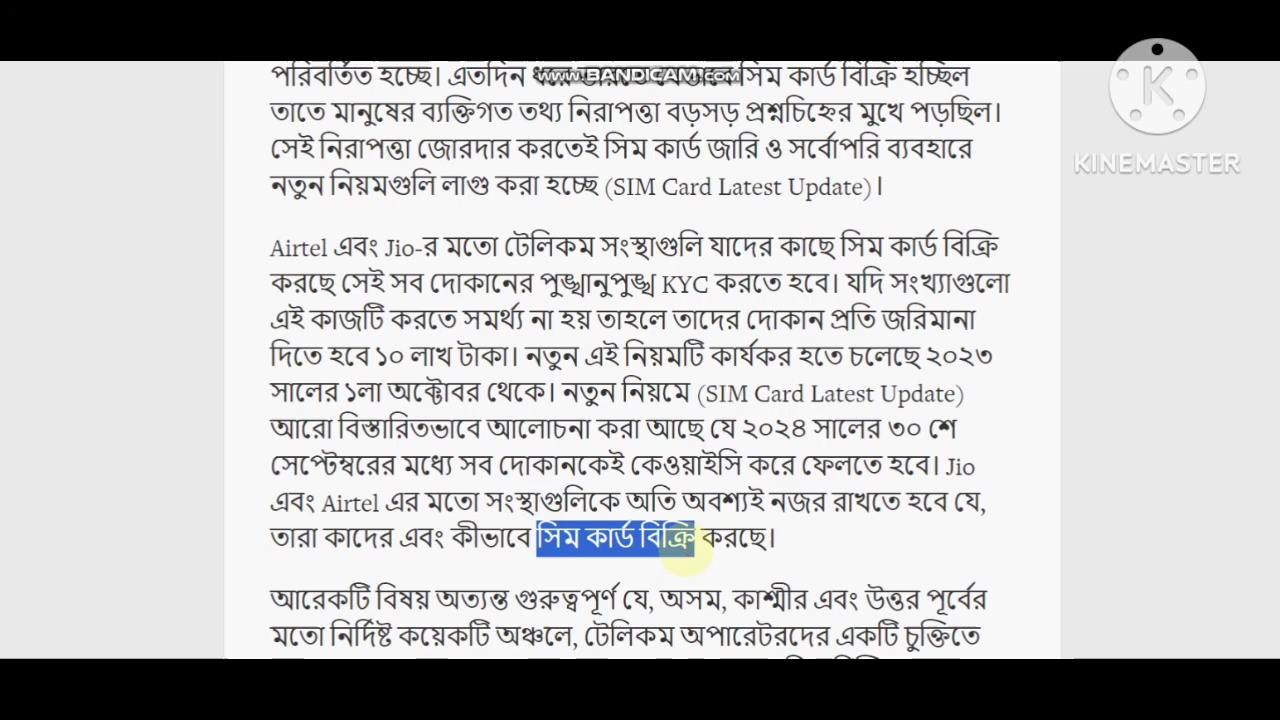 পরিবর্তিত হচ্ছে। এতদিন ধরে ভারতে সিম কার্ড বিক্রি হচ্ছিল
www.BANDICAM.com
তাতে মানুষের ব্যক্তিগত তথ্য নিরাপত্তা বড়সড় প্রশ্নচিহ্নের মুখে পড়ছিল।
সেই নিরাপত্তা জোরদার করতেই সিম কার্ড জারি ও সর্বোপরি ব্যবহারে
নতুন নিয়মগুলি লাগু করা হচ্ছে (SIM Card Latest Update)।
KINEMASTER
Airtel এবং Jio-র মতো টেলিকম সংস্থাগুলি যাদের কাছে সিম কার্ড বিক্রি
করছে সেই সব দোকানের পুঙ্খানুপুঙ্খ KYC করতে হবে। যদি সংখ্যাগুলো
এই কাজটি করতে সমর্থ্য না হয় তাহলে তাদের দোকান প্রতি জরিমানা
দিতে হবে ১০ লাখ টাকা। নতুন এই নিয়মটি কার্যকর হতে চলেছে ২০২৩
সালের ১লা অক্টোবর থেকে। নতুন নিয়মে (SIM Card Latest Update)
আরো বিস্তারিতভাবে আলোচনা করা আছে যে ২০২৪ সালের ৩০ শে
সেপ্টেম্বরের মধ্যে সব দোকানকেই কেওয়াইসি করে ফেলতে হবে। Jio
এবং Airtel এর মতো সংস্থাগুলিকে অতি অবশ্যই নজর রাখতে হবে যে,
তারা কাদের এবং কীভাবে সিম কার্ড বিক্রি করছে।
আরেকটি বিষয় অত্যন্ত গুরুত্বপূর্ণ যে, অসম, কাশ্মীর এবং উত্তর পূর্বের
মতো নির্দিষ্ট কয়েকটি অঞ্চলে, টেলিকম অপারেটরদের একটি চুক্তিতে